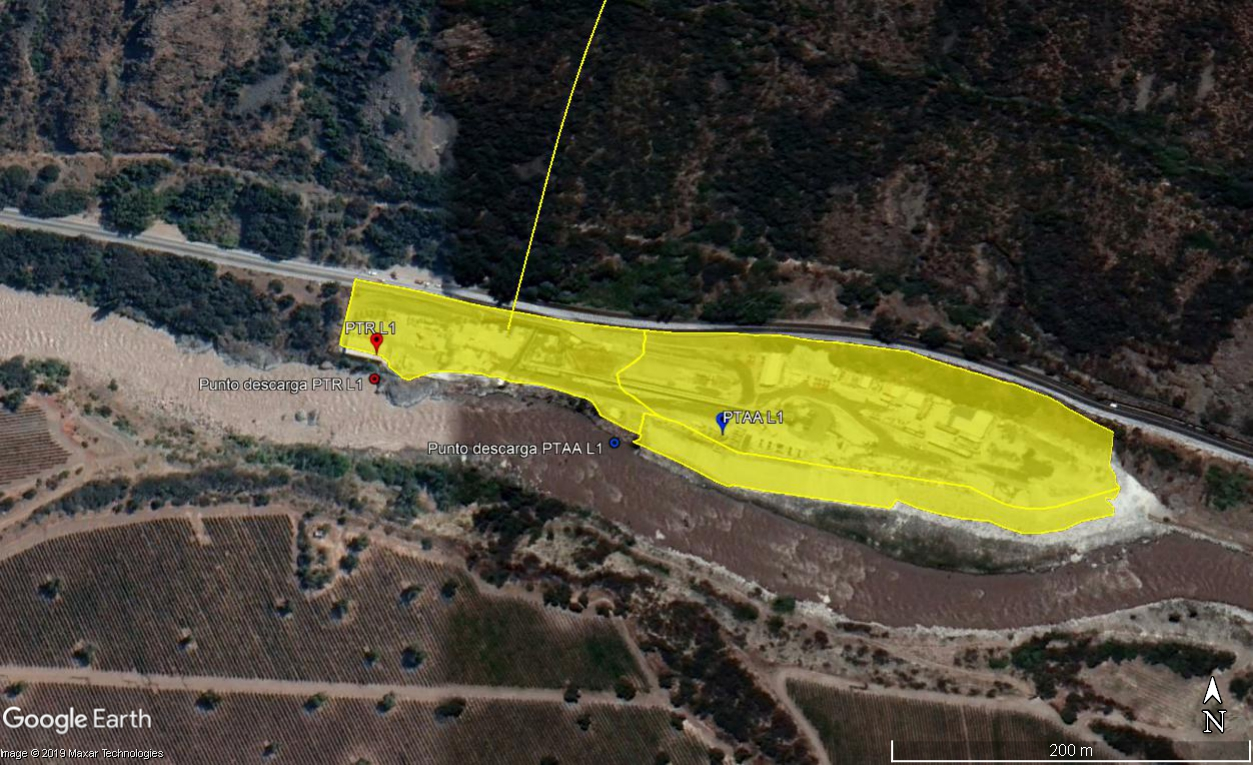 PTR L1
Punto descarga PTR L1
PTAA L1
Punto descarga PTAA L1
Google Earth
Image © 2019 Maxar Technologies
N
200 m